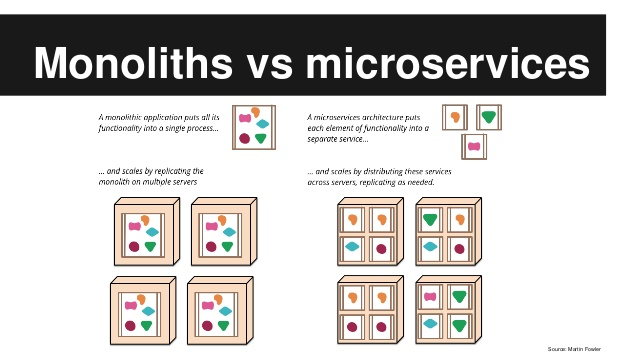 Monoliths vs microservices
A monolithic application puts all its
functionality into a single process...
A microservices architecture puts
each element of functionality into a
separate service...
... and scales by replicating the
monolith on multiple servers
... and scales by distributing these services
across servers, replicating as needed.
Source: Martin Fowler